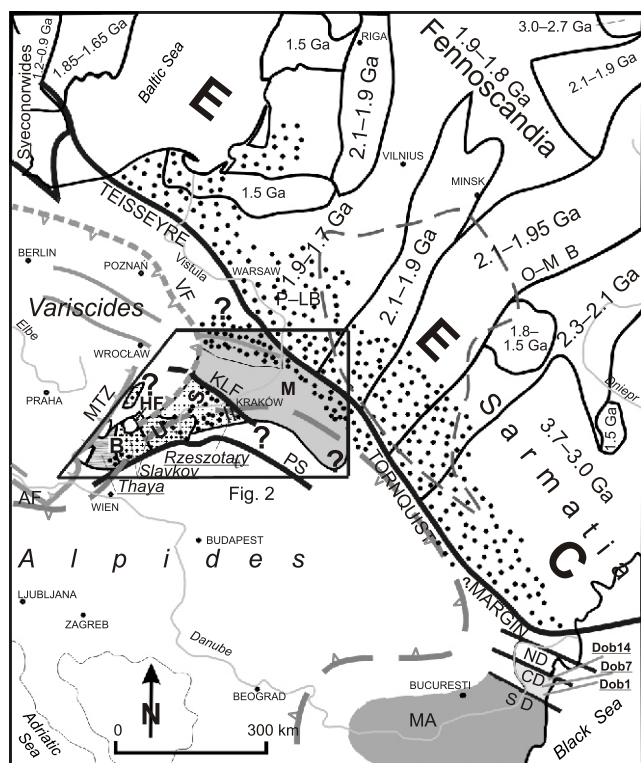 3.0–2.7 Ga
1.5 Ga
RIGA
1.2–0.9 Ga
1.85–1.65 Ga
Sveconorwides
Baltic Sea
E
1.9–1.8 Ga
Fennoscandia
2.1–1.9 Ga
2.1–1.9 Ga
VILNIUS
MINSK
1.5 Ga
TEISSEYRE
BERLIN
POZNAŃ
Vistula
WARSAW
VF
1.9–1.7 Ga
P–LB
2.1–1.9 Ga
2.1–1.95 Ga
O–M B
Variscides
?
E
1.8–
1.5 Ga
2.3–2.1 Ga
Elbe
WROCŁAW
Dniepr
PRAHA
MTZ
?
HF
S
KLF
KRAKÓW
M
U
B
?
?
Rzeszotary
Slavkov
Thaya
PS
Fig. 2
AF
WIEN
1.5 Ga
3.7–3.0 Ga
Sarmatia
C
TORNQUIST
MARGIN
BUDAPEST
Alpides
LJUBLJANA
ZAGREB
Danube
BEOGRAD
BUCURESTI
MA
ND
CD
SD
Dob14
Dob7
Dob1
Black Sea
Adriatic
Sea
N
0
300 km